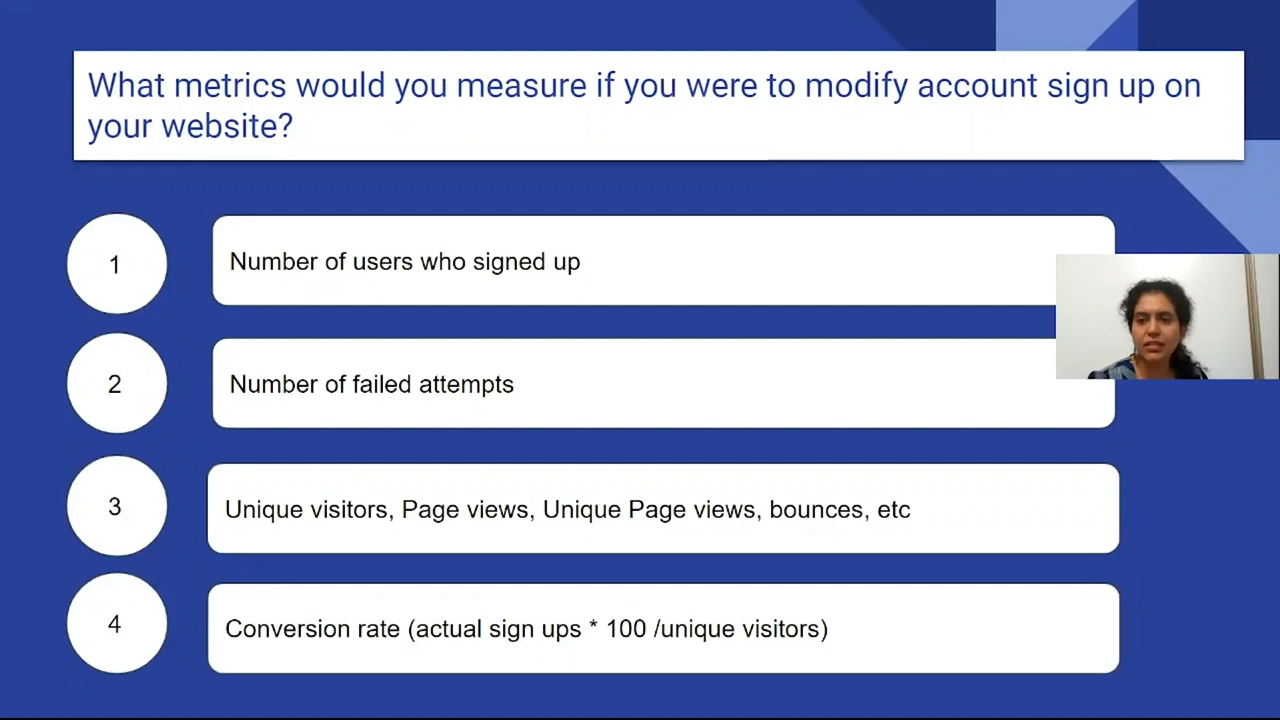 What metrics would you measure if you were to modify account sign up on
your website?
1
Number of users who signed up
2
Number of failed attempts
3
Unique visitors, Page views, Unique Page views, bounces, etc
4
Conversion rate (actual sign ups * 100 /unique visitors)